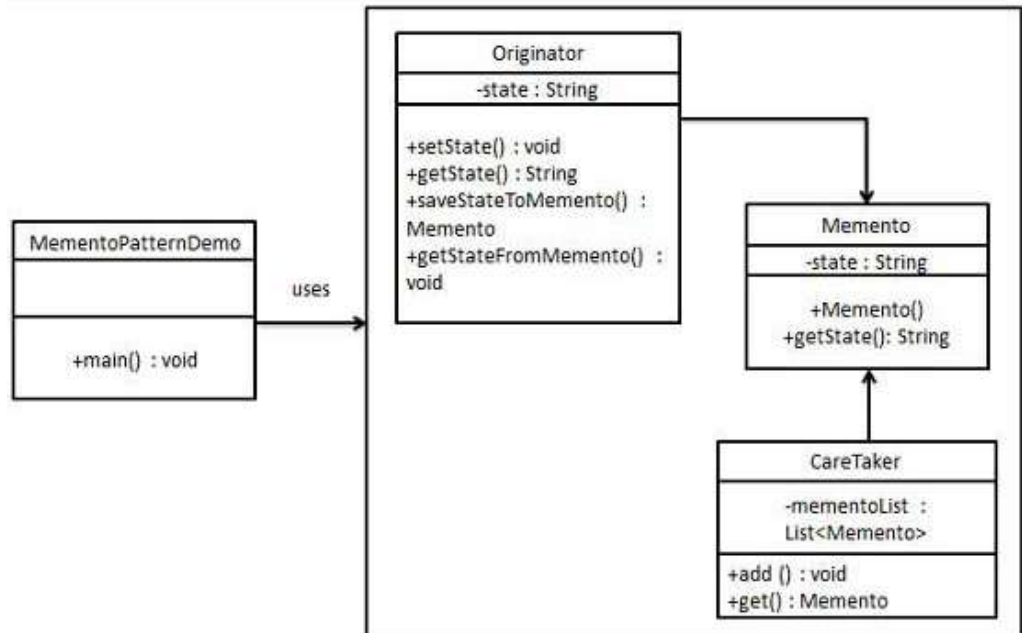 MementoPatternDemo
+main() : void
uses
Originator
-state : String
+setState() : void
+getState() : String
+saveStateToMemento() :
Memento
+getStateFromMemento() :
void
Memento
-state : String
+Memento()
+getState(): String
CareTaker
-mementoList :
List<Memento>
+add () : void
+get() : Memento